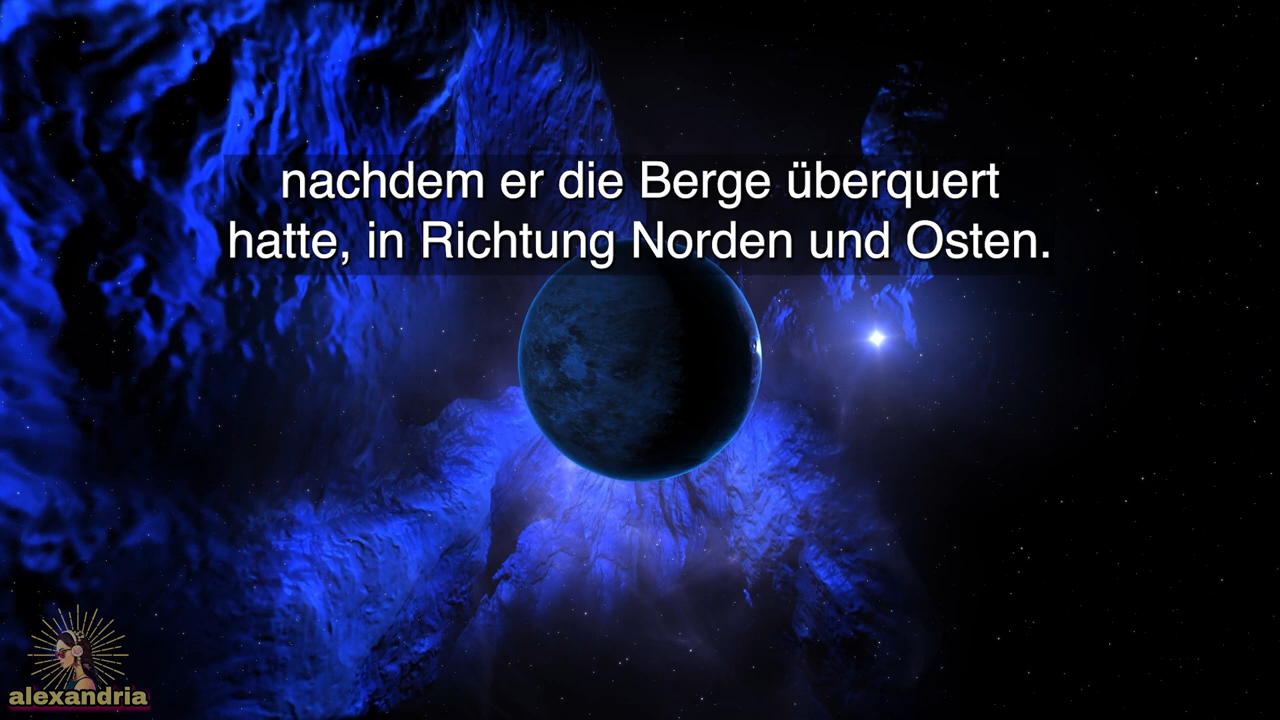 nachdem er die Berge überquert
hatte, in Richtung Norden und Osten.
alexandria